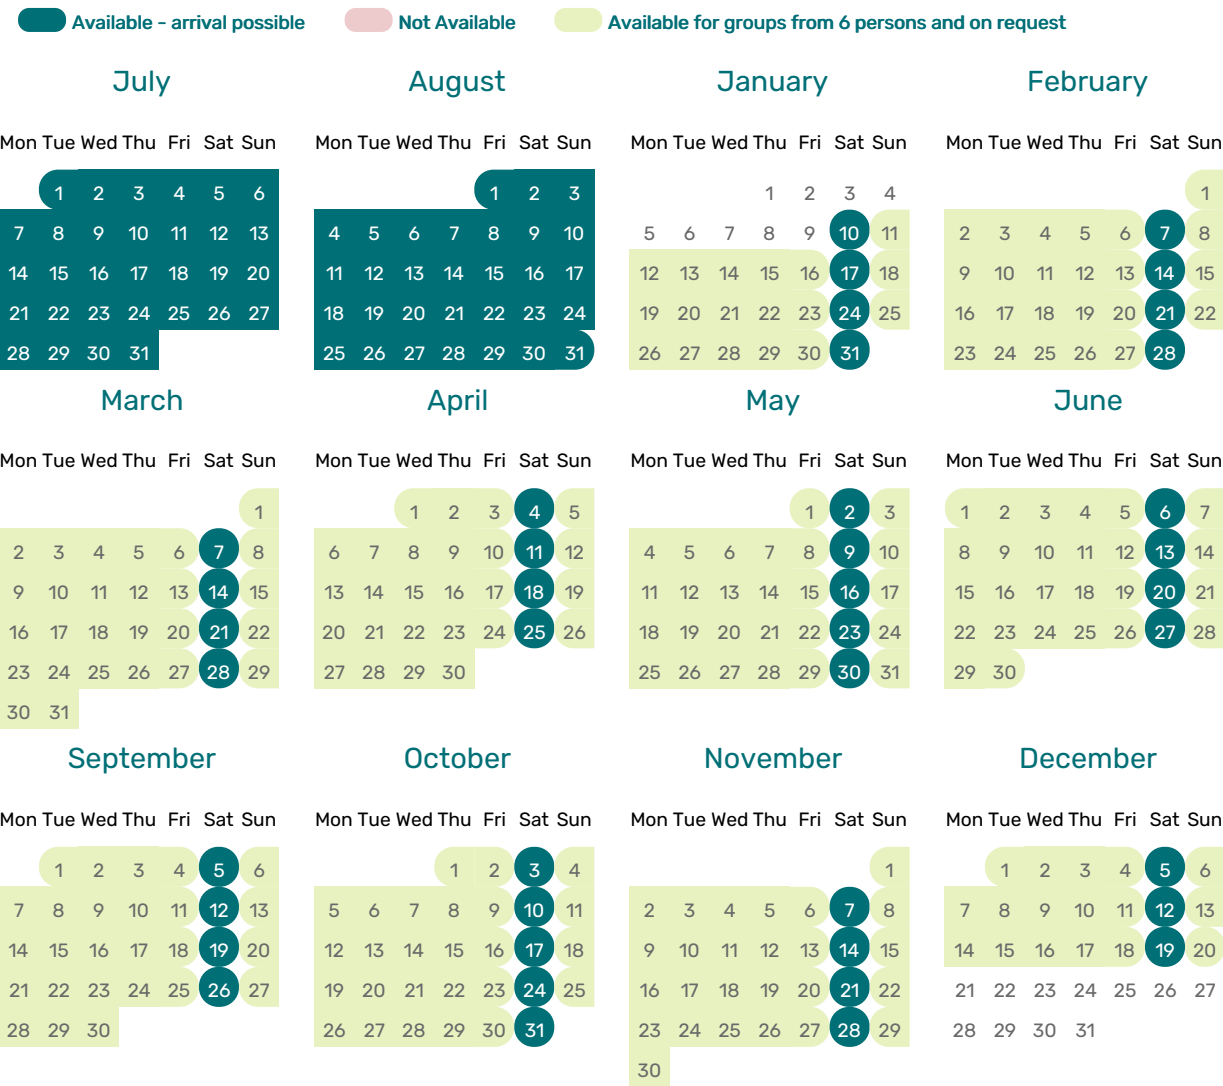 Available - arrival possible Not Available Available for groups from 6 persons and on request
July August January February
Mon Tue Wed Thu Fri Sat Sun Mon Tue Wed Thu Fri Sat Sun Mon Tue Wed Thu Fri Sat Sun Mon Tue Wed Thu Fri Sat Sun
1 2 3 4 5 6 1 2 3 1 2 3 4 1
7 8 9 10 11 12 13 4 5 6 7 8 9 10 5 6 7 8 9 10 11 2 3 4 5 6 7 8
14 15 16 17 18 19 20 11 12 13 14 15 16 17 12 13 14 15 16 17 18 9 10 11 12 13 14 15
21 22 23 24 25 26 27 18 19 20 21 22 23 24 19 20 21 22 23 24 25 16 17 18 19 20 21 22
28 29 30 31 25 26 27 28 29 30 31 26 27 28 29 30 31 23 24 25 26 27 28
March April May June
Mon Tue Wed Thu Fri Sat Sun Mon Tue Wed Thu Fri Sat Sun Mon Tue Wed Thu Fri Sat Sun Mon Tue Wed Thu Fri Sat Sun
1 1 2 3 4 5 1 2 3 1 2 3 4 5 6 7
2 3 4 5 6 7 8 6 7 8 9 10 11 12 4 5 6 7 8 9 10 8 9 10 11 12 13 14
9 10 11 12 13 14 15 13 14 15 16 17 18 19 11 12 13 14 15 16 17 15 16 17 18 19 20 21
16 17 18 19 20 21 22 20 21 22 23 24 25 26 18 19 20 21 22 23 24 22 23 24 25 26 27 28
23 24 25 26 27 28 29 27 28 29 30 25 26 27 28 29 30 31 29 30
30 31
September October November December
Mon Tue Wed Thu Fri Sat Sun Mon Tue Wed Thu Fri Sat Sun Mon Tue Wed Thu Fri Sat Sun Mon Tue Wed Thu Fri Sat Sun
1 2 3 4 5 6 1 2 3 4 1 1 2 3 4 5 6
7 8 9 10 11 12 13 5 6 7 8 9 10 11 2 3 4 5 6 7 8 7 8 9 10 11 12 13
14 15 16 17 18 19 20 12 13 14 15 16 17 18 9 10 11 12 13 14 15 14 15 16 17 18 19 20
21 22 23 24 25 26 27 19 20 21 22 23 24 25 16 17 18 19 20 21 22 21 22 23 24 25 26 27
28 29 30 26 27 28 29 30 31 23 24 25 26 27 28 29 28 29 30 31
30